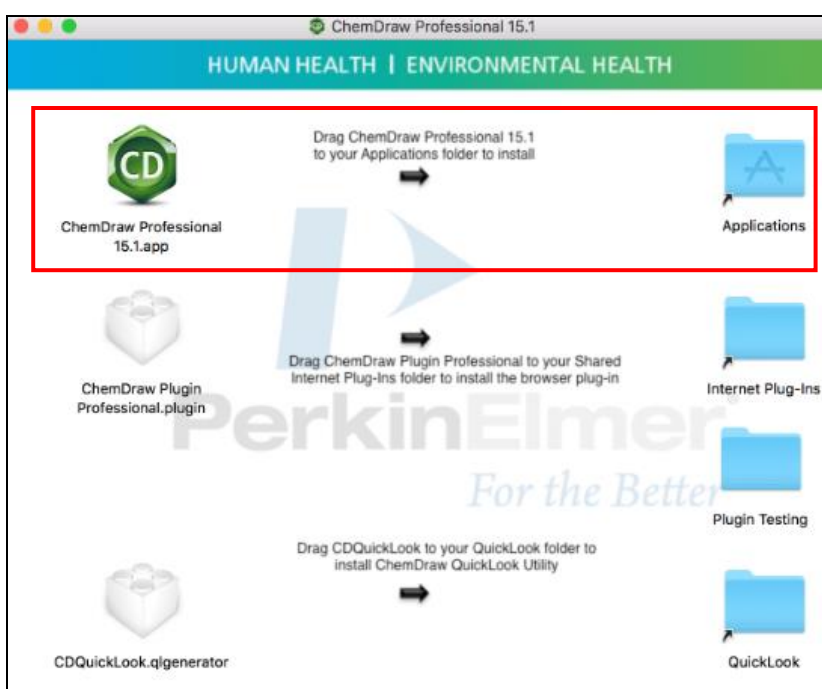 ChemDraw Professional 15.1
HUMAN HEALTH | ENVIRONMENTAL HEALTH
CD
Drag ChemDraw Professional 15.1
to your Applications folder to install
ChemDraw Professional
15.1.app
Applications
Drag ChemDraw Plugin Professional to your Shared
Internet Plug-Ins folder to install the browser plug-in
ChemDraw Plugin
Professional.plugin
Internet Plug-Ins
PerkinElmer
For the Better
Plugin Testing
Drag CDQuickLook to your QuickLook folder to
install ChemDraw QuickLook Utility
CDQuickLook.qlgenerator
QuickLook